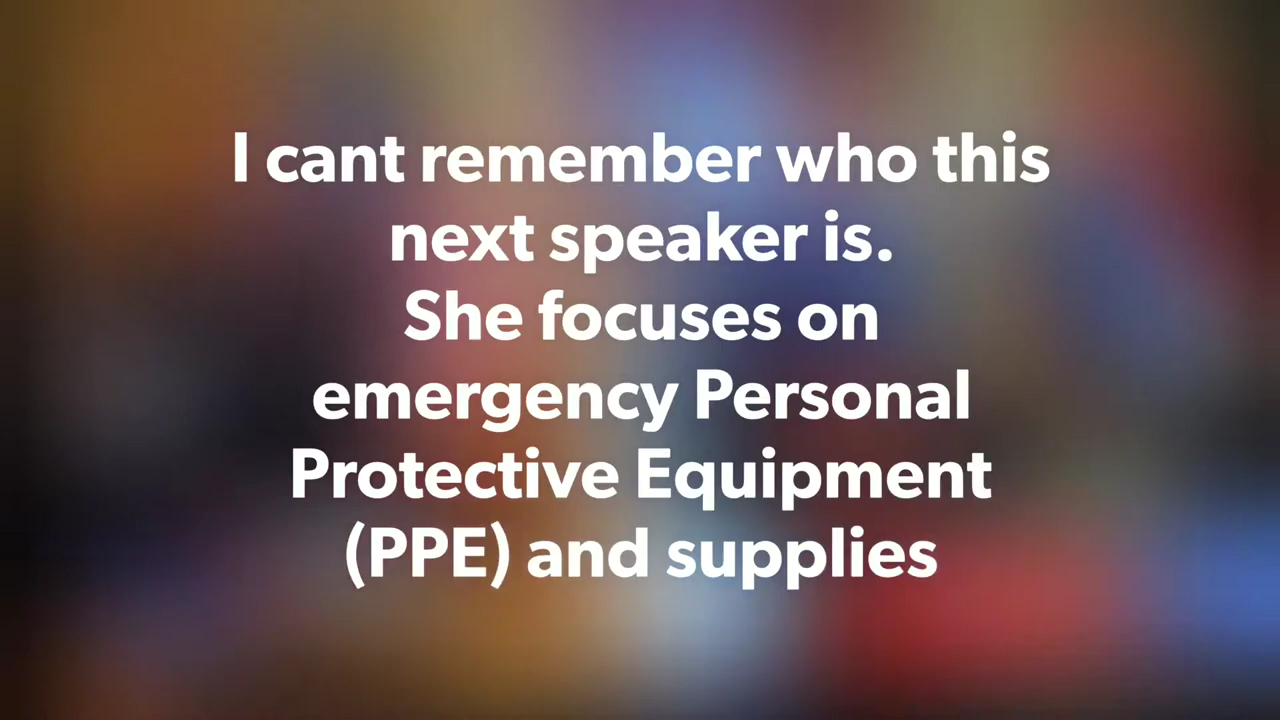 I cant remember who this
next speaker is.
She focuses on
emergency Personal
Protective Equipment
(PPE) and supplies